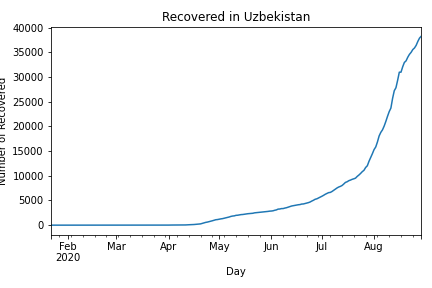 Recovered in Uzbekistan
40000
35000
30000
25000
20000
15000
10000
5000
0
Number of Recovered
Feb Mar Apr May Jun Jul Aug
2020
Day